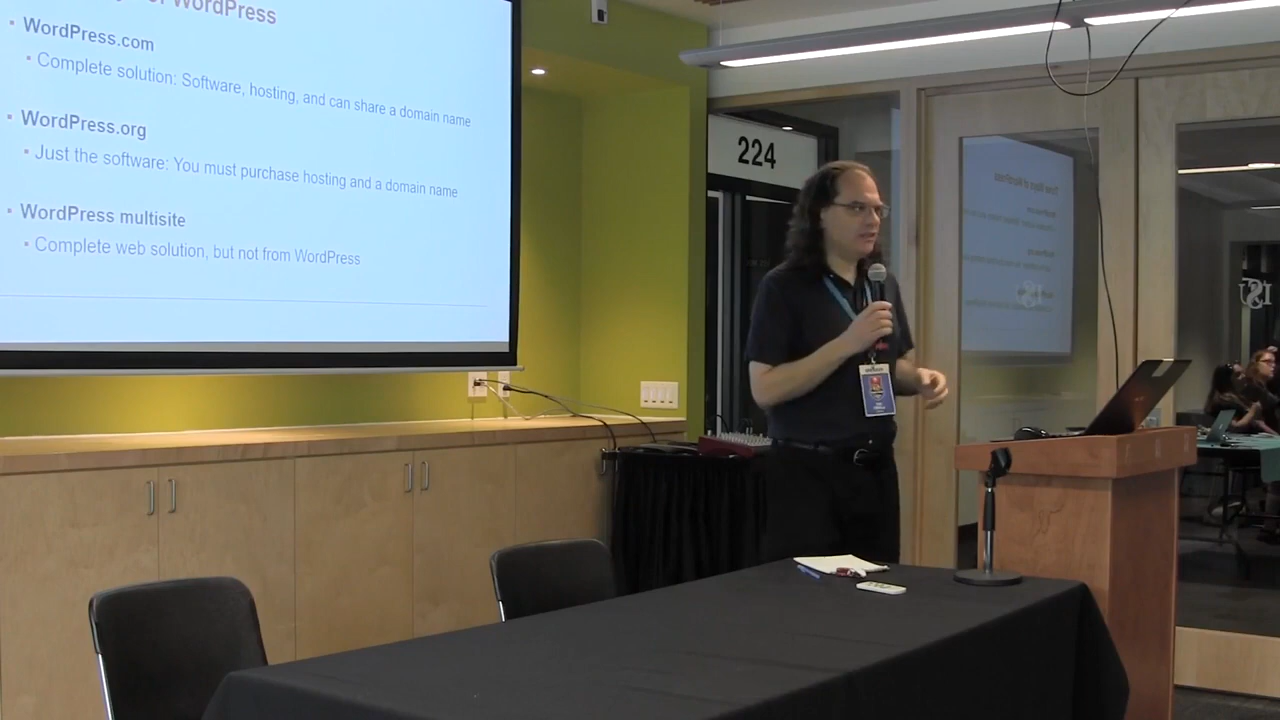 of WordPress
WordPress.com
Complete solution: Software, hosting, and can share a domain name
WordPress.org
Just the software: You must purchase hosting and a domain name
WordPress multisite
Complete web solution, but not from WordPress
224